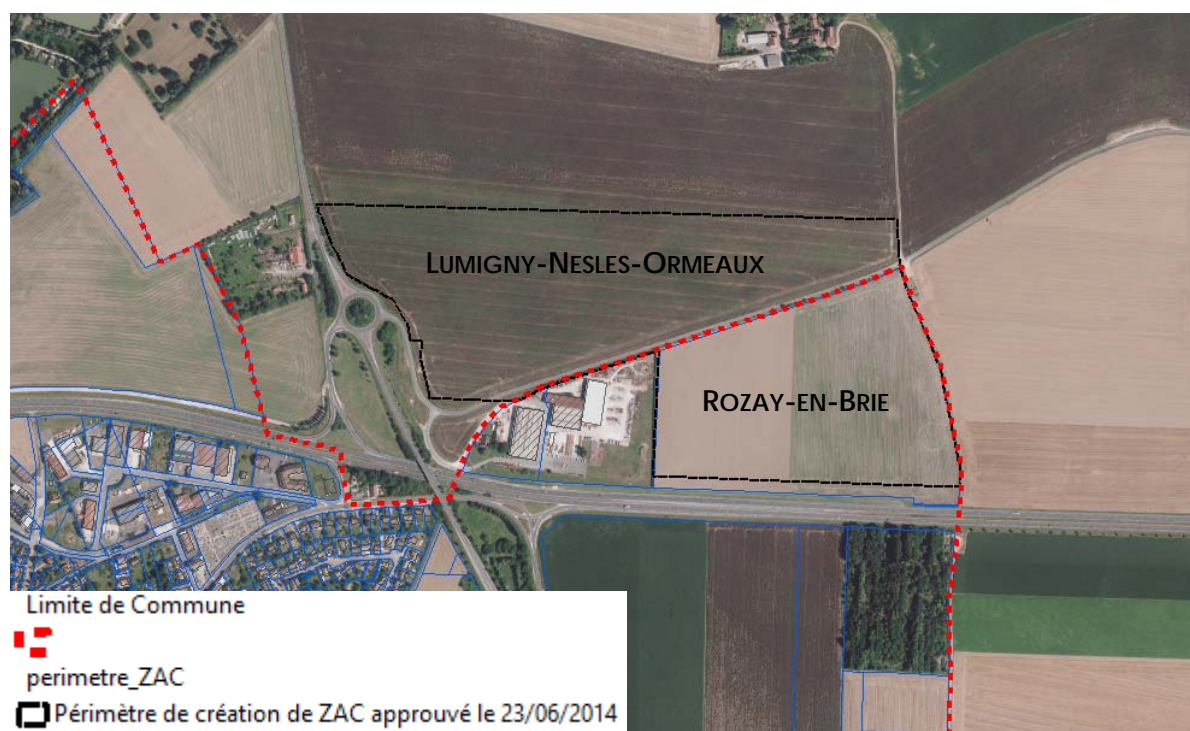 LUMIGNY-NESLES-ORMEAUX
ROZAY-EN-BRIE
Limite de Commune
perimetre_ZAC
Périmètre de création de ZAC approuvé le 23/06/2014